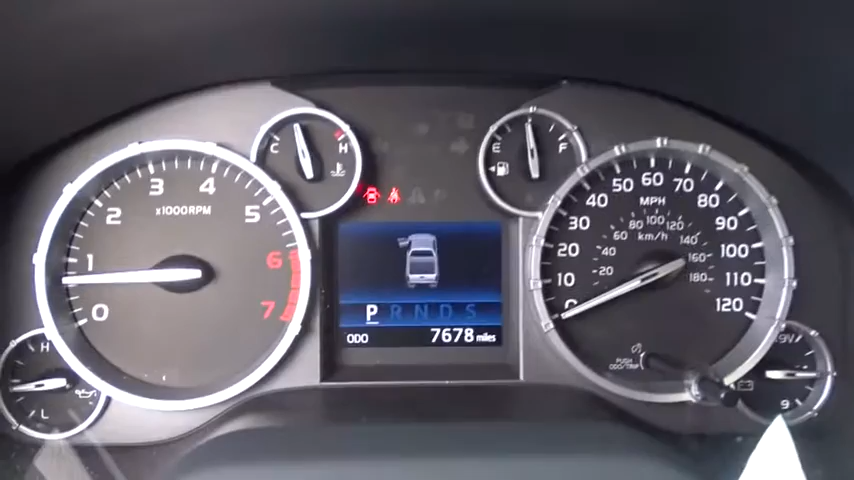 C H
E F
0 1 2 3 4 5 6 7
x1000RPM
0 10 20 30 40 50 60 70 80 90 100 110 120
MPH
20 40 60 80 100 120 140 160 180
km/h
P R N D S
ODO 7678 miles
PUSH
ODO/TRIP
H
L
19V
9